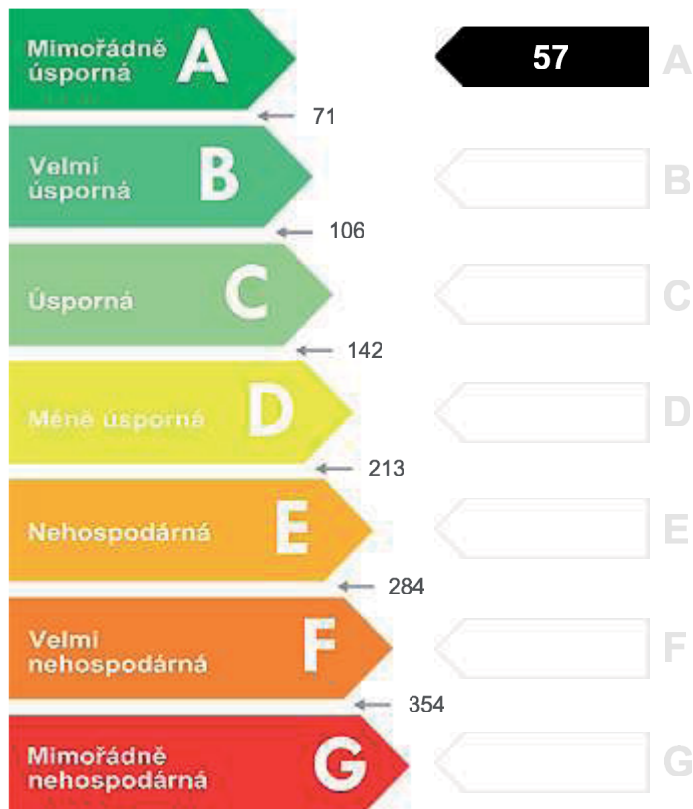 Mimořádně
úsporná
A
57
A
71
Velmi
úsporná
B
B
106
Úsporná
C
C
142
Méně úsporná
D
D
213
Nehospodárná
E
E
284
Velmi
nehospodárná
F
F
354
Mimořádně
nehospodárná
G
G